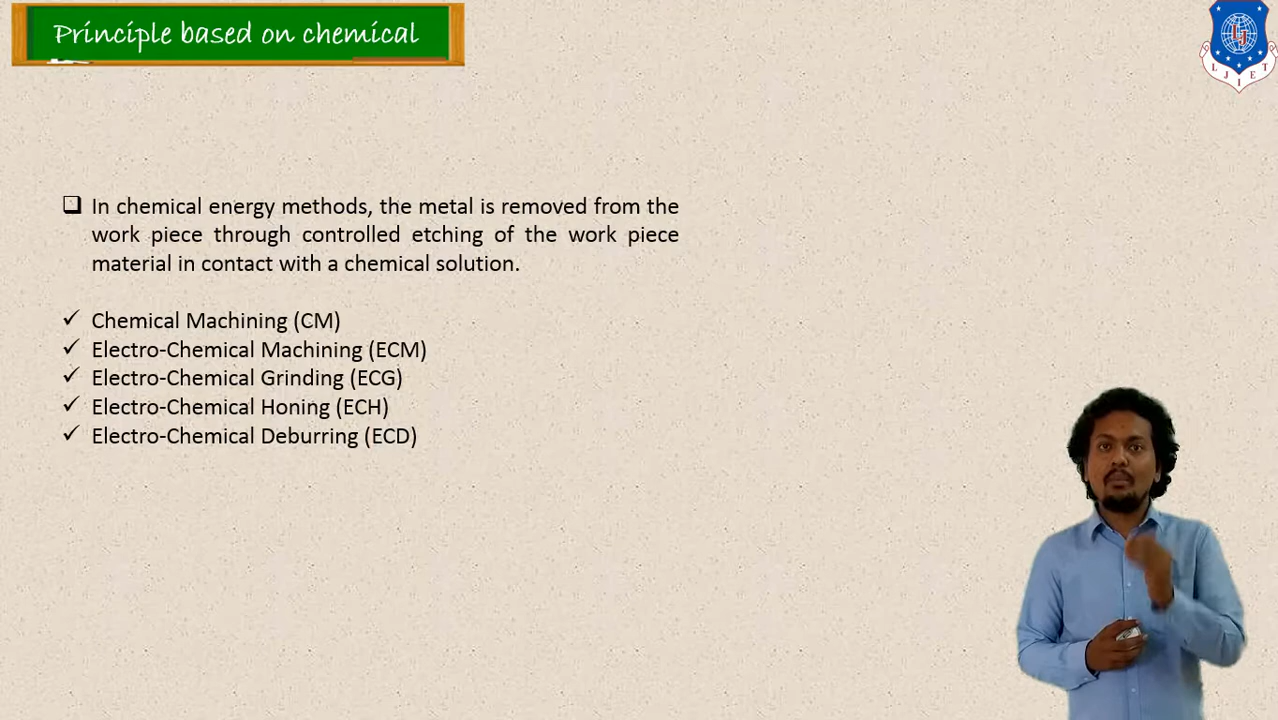 Principle based on chemical
In chemical energy methods, the metal is removed from the
work piece through controlled etching of the work piece
material in contact with a chemical solution.
Chemical Machining (CM)
Electro-Chemical Machining (ECM)
Electro-Chemical Grinding (ECG)
Electro-Chemical Honing (ECH)
Electro-Chemical Deburring (ECD)
LJ
LJIET